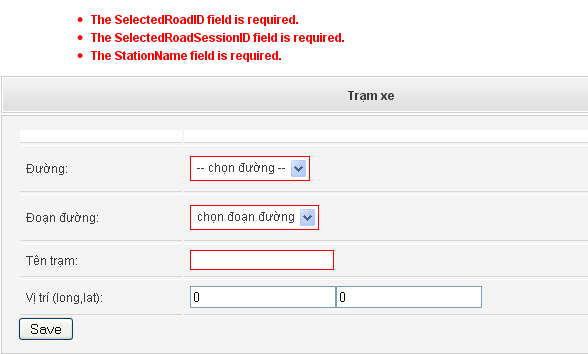 The SelectedRoadID field is required.
The SelectedRoadSessionID field is required.
The StationName field is required.
Trạm xe
Đường: -- chọn đường --
Đoạn đường: chọn đoạn đường
Tên trạm:
Vị trí (long,lat): 0 0
Save